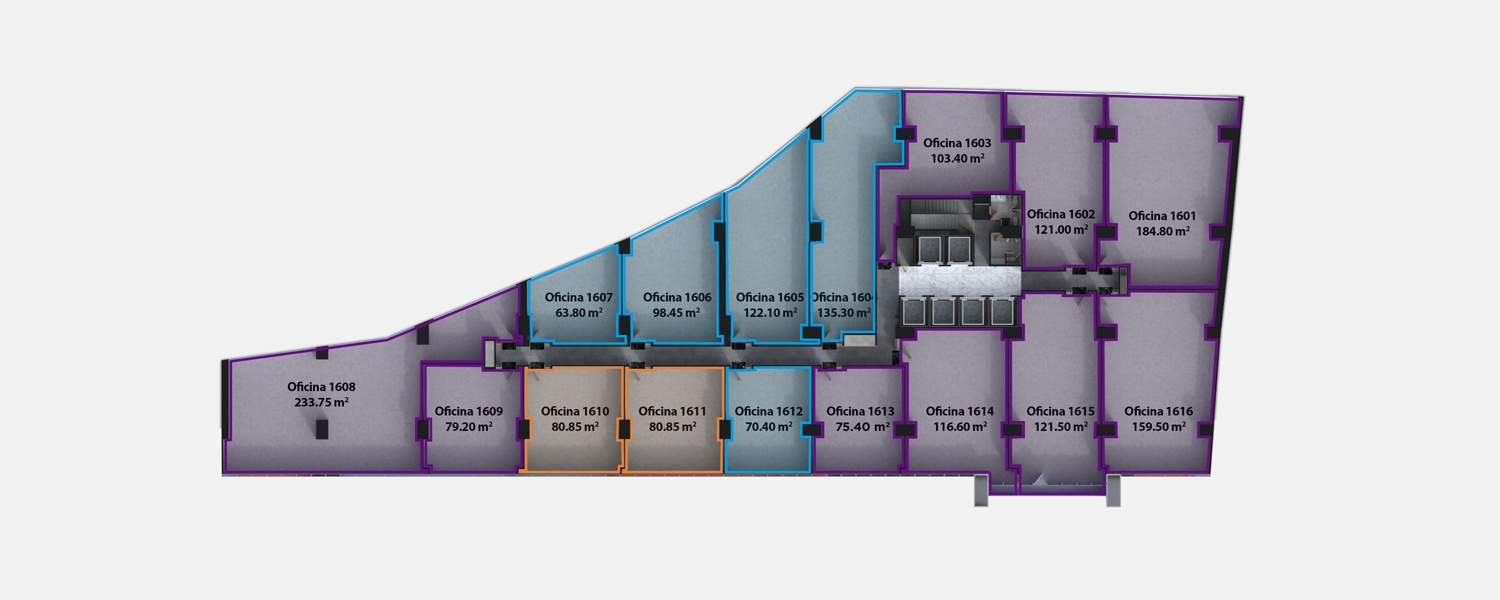 Oficina 1603
103.40 m²
Oficina 1602
121.00 m²
Oficina 1601
184.80 m²
Oficina 1607
63.80 m²
Oficina 1606
98.45 m²
Oficina 1605
122.10 m²
Oficina 1604
135.30 m²
Oficina 1608
233.75 m²
Oficina 1609
79.20 m²
Oficina 1610
80.85 m²
Oficina 1611
80.85 m²
Oficina 1612
70.40 m²
Oficina 1613
75.40 m²
Oficina 1614
116.60 m²
Oficina 1615
121.50 m²
Oficina 1616
159.50 m²